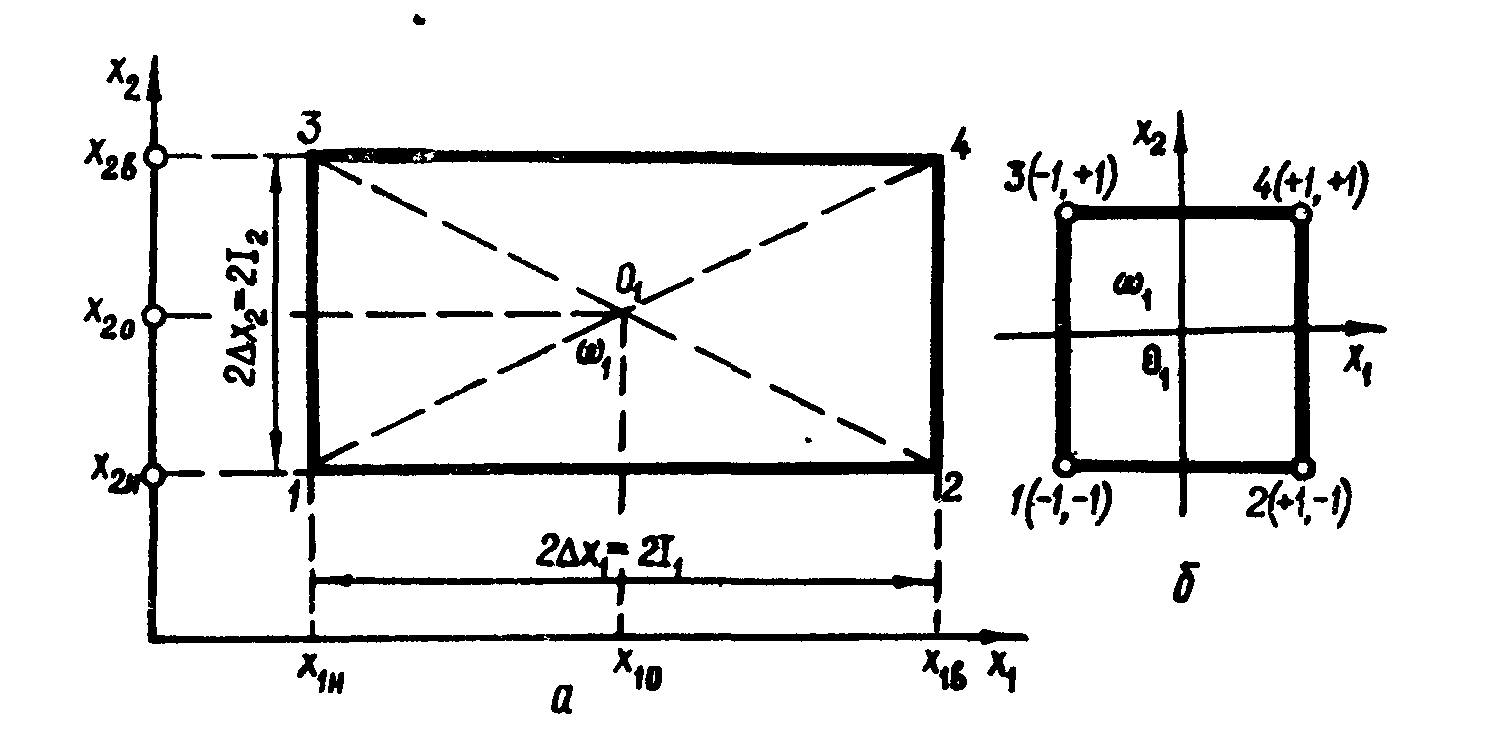 x₂
x₂в
3
4
2Δx₂=2I₂
O₁
x₂₀
ω₁
x₂н
1
2
2Δx₁=2I₁
x₁н
x₁₀
x₁в
x₁
а
x₂
3(-1,+1)
4(+1,+1)
ω₁
O₁
x₁
1(-1,-1)
2(+1,-1)
б